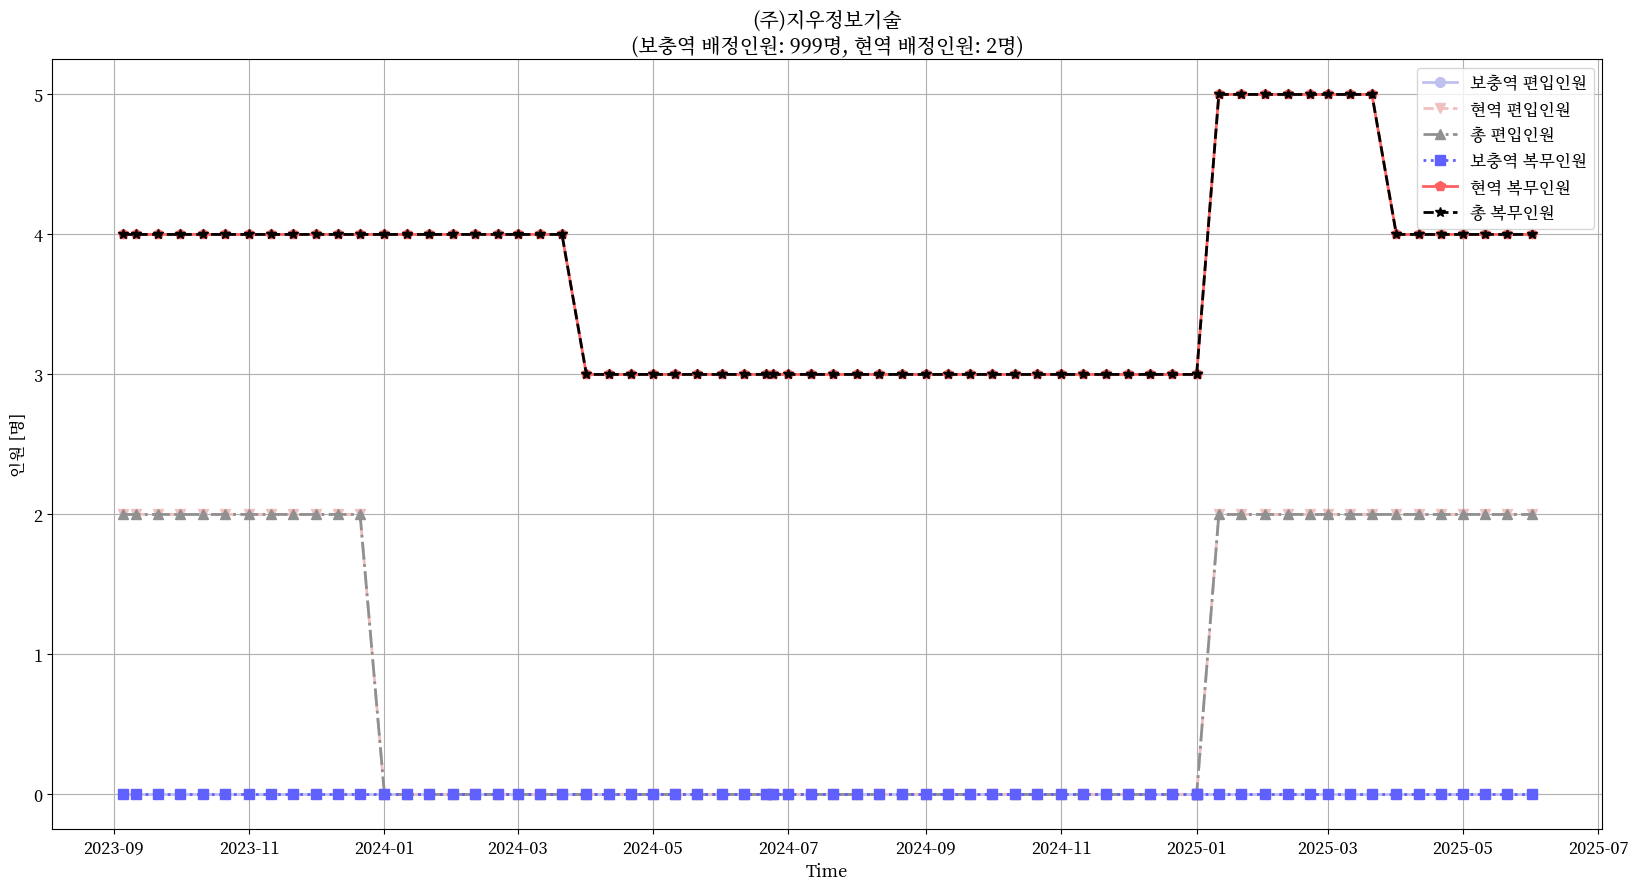 (주)지우정보기술
(보충역 배정인원: 999명, 현역 배정인원: 2명)
보충역 편입인원
현역 편입인원
총 편입인원
보충역 복무인원
현역 복무인원
총 복무인원
5
4
3
2
1
0
인원 [명]
2023-09
2023-11
2024-01
2024-03
2024-05
2024-07
2024-09
2024-11
2025-01
2025-03
2025-05
2025-07
Time